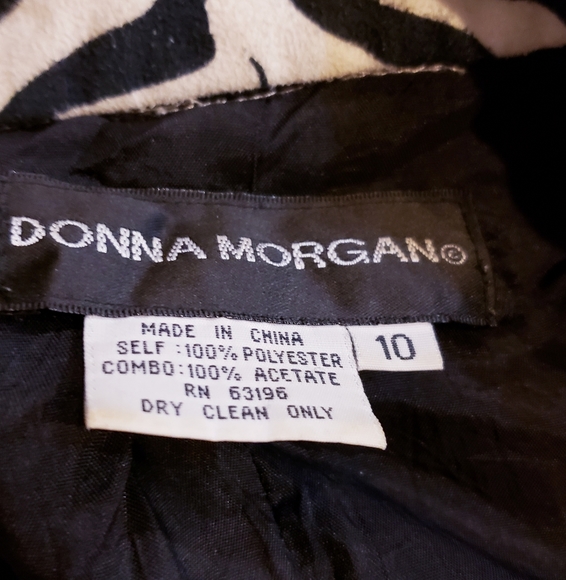 DONNA MORGAN©
MADE IN CHINA
SELF :100% POLYESTER
COMBO:100% ACETATE
RN 63196
DRY CLEAN ONLY
10